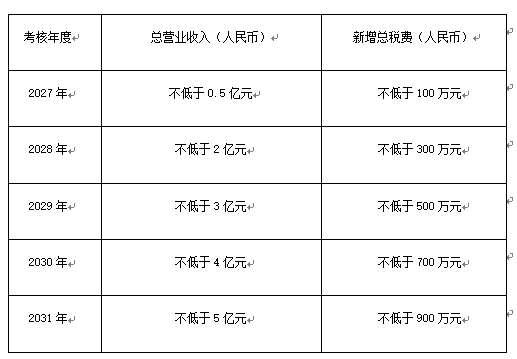 考核年度 总营业收入（人民币） 新增总税费（人民币）
2027 年 不低于 0.5 亿元 不低于 100 万元
2028 年 不低于 2 亿元 不低于 300 万元
2029 年 不低于 3 亿元 不低于 500 万元
2030 年 不低于 4 亿元 不低于 700 万元
2031 年 不低于 5 亿元 不低于 900 万元